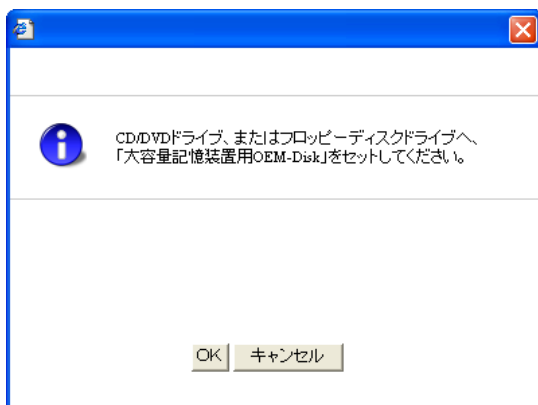 CD/DVDドライブ、またはフロッピーディスクドライブへ、
「大容量記憶装置用OEM-Disk」をセットしてください。
OK
キャンセル